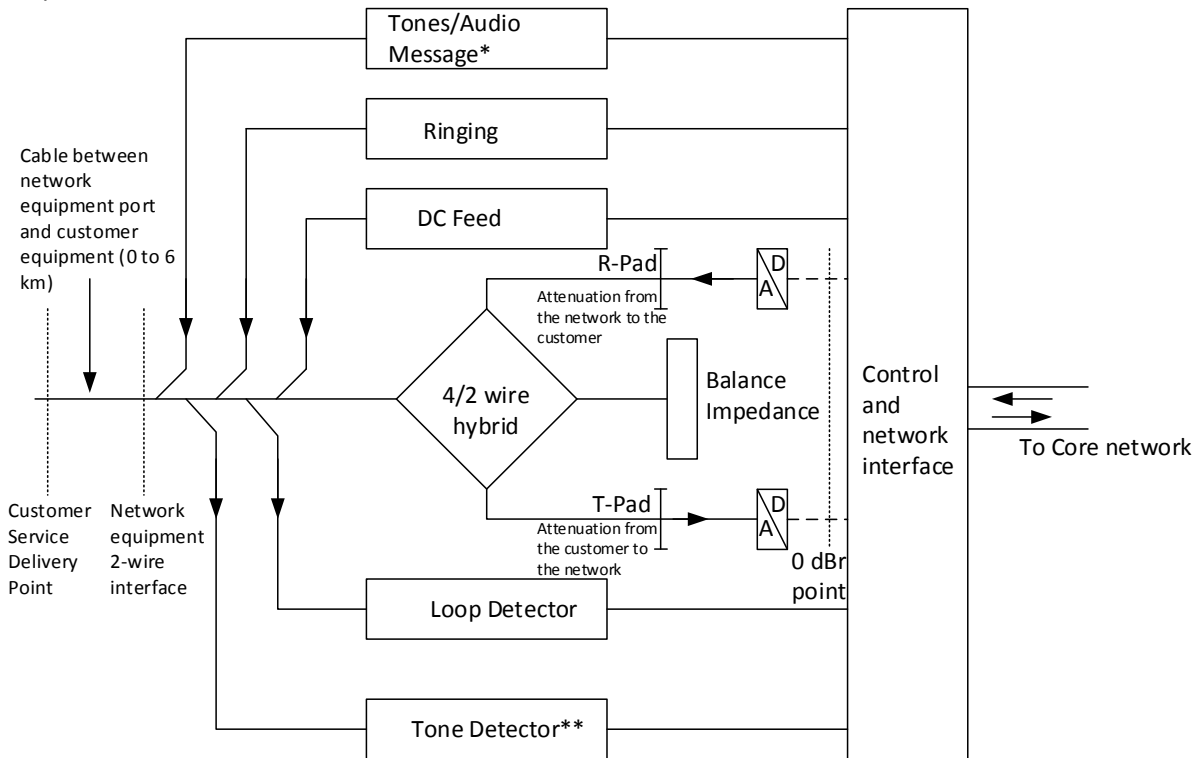 Tones/Audio
Message*
Ringing
Cable between
network
equipment port
and customer
equipment (0 to 6
km)
DC Feed
R-Pad
D
A
Attenuation from
the network to the
customer
4/2 wire
hybrid
Balance
Impedance
Control
and
network
interface
To Core network
Customer
Service
Delivery
Point
Network
equipment
2-wire
interface
T-Pad
D
A
Attenuation from
the customer to
the network
0 dBr
point
Loop Detector
Tone Detector**